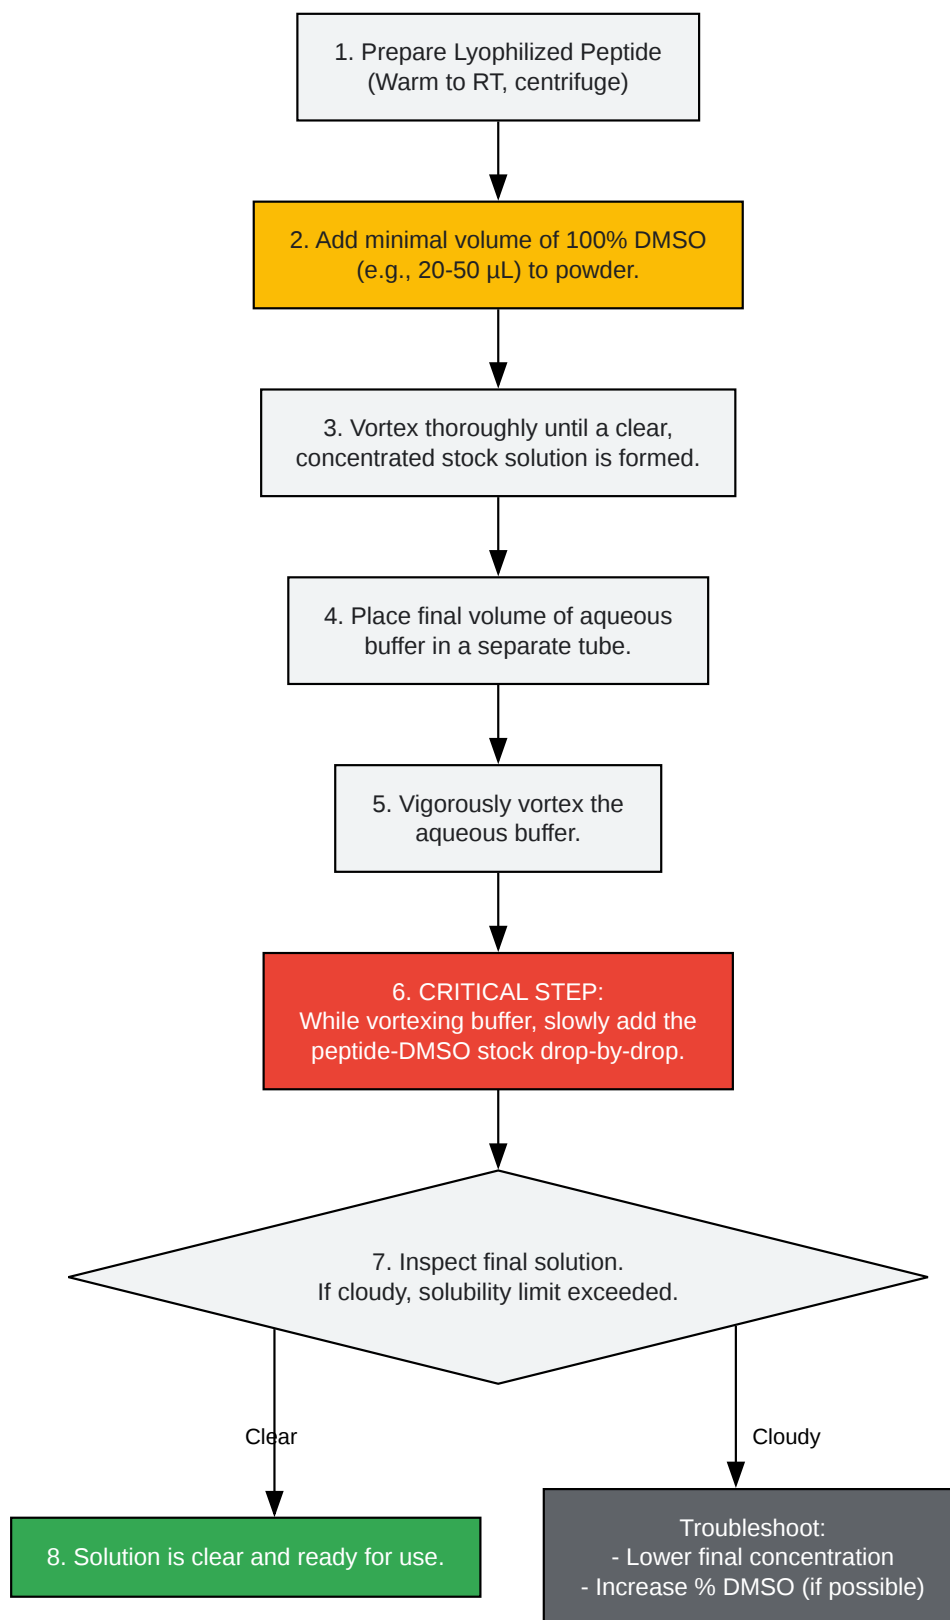 1. Prepare Lyophilized Peptide
(Warm to RT, centrifuge)
2. Add minimal volume of 100% DMSO
(e.g., 20-50 µL) to powder.
3. Vortex thoroughly until a clear,
concentrated stock solution is formed.
4. Place final volume of aqueous
buffer in a separate tube.
5. Vigorously vortex the
aqueous buffer.
6. CRITICAL STEP:
While vortexing buffer, slowly add the
peptide-DMSO stock drop-by-drop.
7. Inspect final solution.
If cloudy, solubility limit exceeded.
Clear
Cloudy
8. Solution is clear and ready for use.
Troubleshoot:
- Lower final concentration
- Increase % DMSO (if possible)